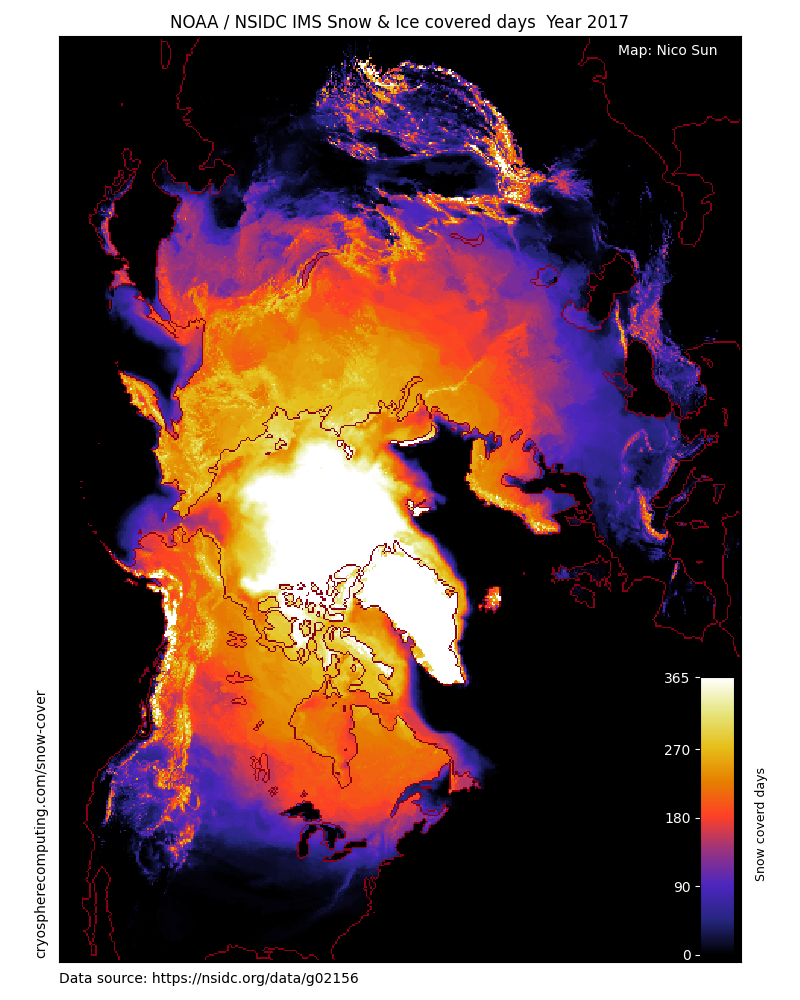 NOAA / NSIDC IMS Snow & Ice covered days  Year 2017
Map: Nico Sun
cryospherecomputing.com/snow-cover
365
270
180
90
0
Snow coverd days
Data source: https://nsidc.org/data/g02156